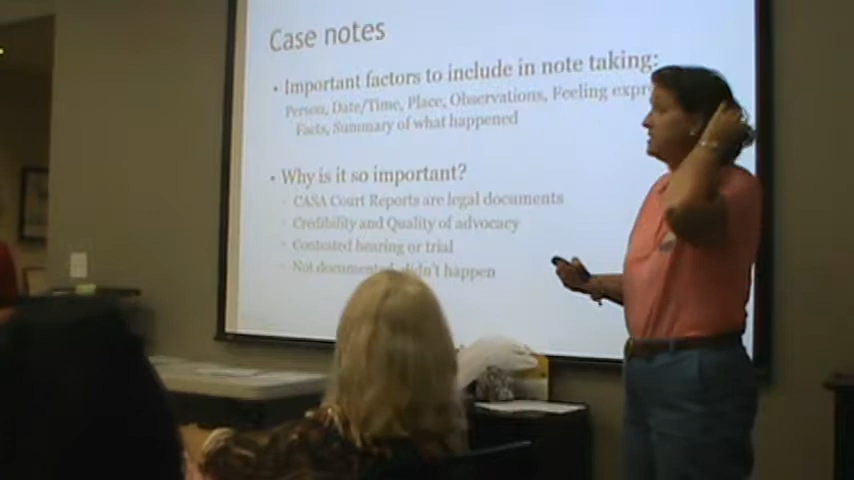 Case notes
• Important factors to include in note taking:
Person, Date/Time, Place, Observations, Feeling expr
Facts, Summary of what happened
• Why is it so important?
- CASA Court Reports are legal documents
- Credibility and Quality of advocacy
- Contested hearing or trial
- Not documented, didn't happen